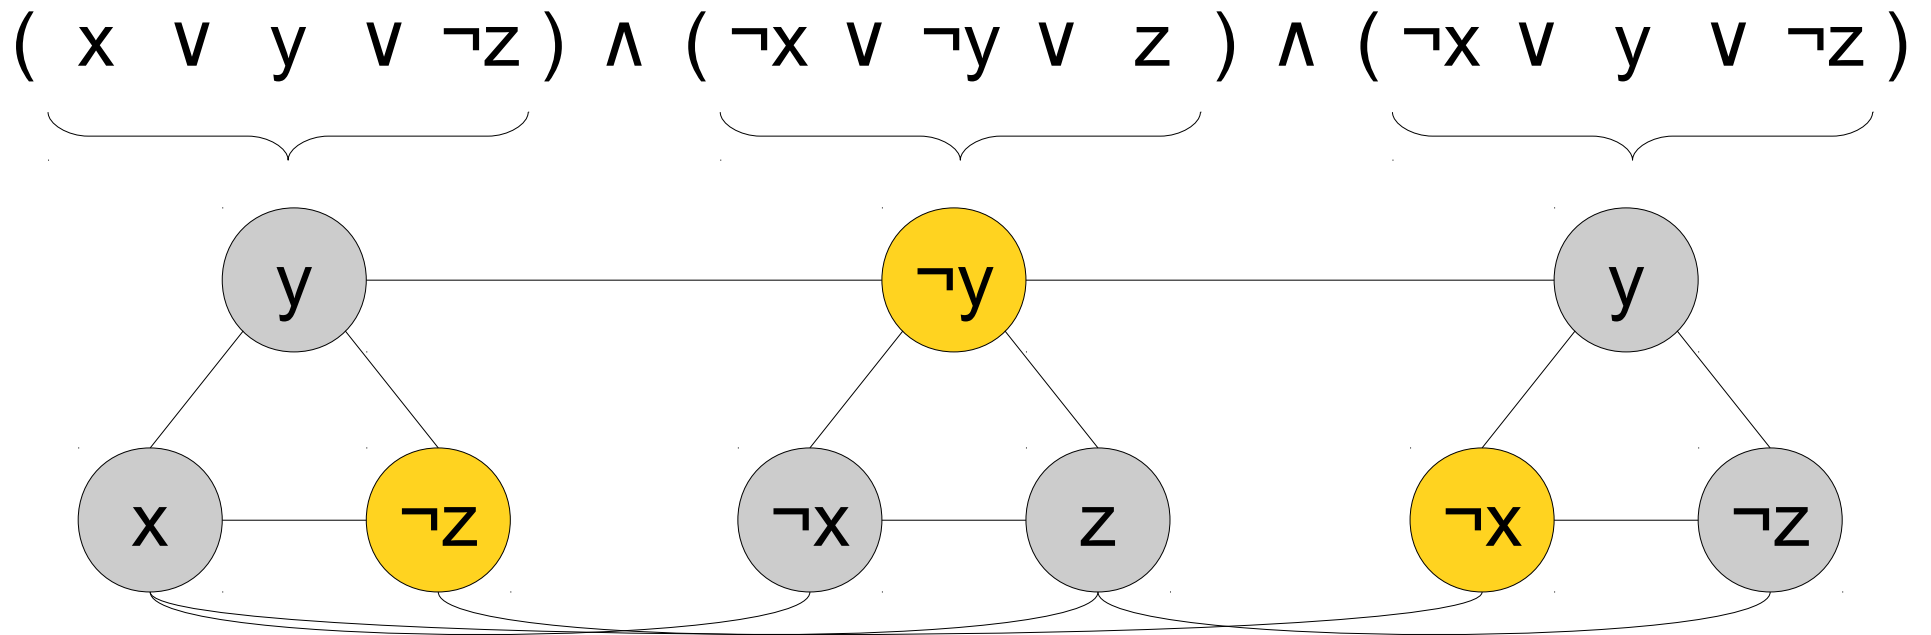 ( x ∨ y ∨ ¬z ) ∧ ( ¬x ∨ ¬y ∨ z ) ∧ ( ¬x ∨ y ∨ ¬z )
y ¬y y
x ¬z ¬x z ¬x ¬z